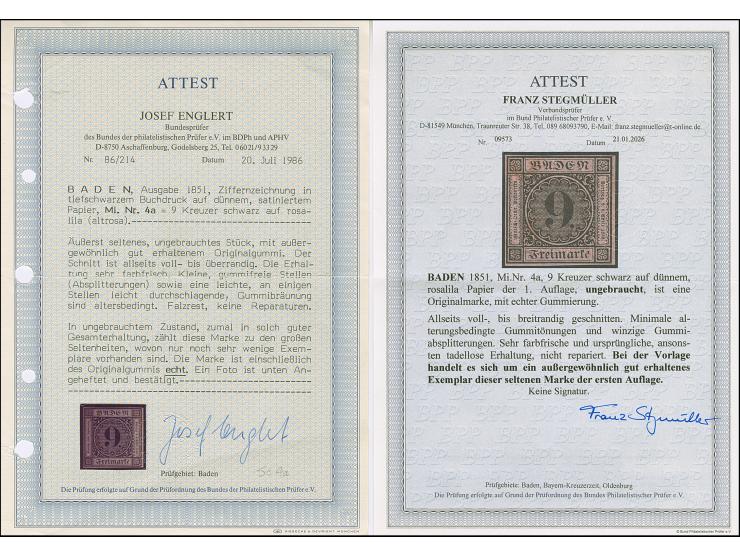 ATTEST
JOSEF ENGLERT
Bundesprüfer
des Bundes der philatelistischen Prüfer e.V. im BDPh und APHV
D-8750 Aschaffenburg, Godelsberg 25, Tel. 06021/93329
Nr. 86/214 Datum 20. Juli 1986
BADEN, Ausgabe 1851, Ziffernzeichnung in
tiefschwarzem Buchdruck auf dünnem, satiniertem
Papier, Mi. Nr. 4a = 9 Kreuzer schwarz auf rosa-
lila (altrosa).
Äußerst seltenes, ungebrauchtes Stück, mit außer-
gewöhnlich gut erhaltenem Originalgummi. Der
Schnitt ist allseits voll- bis überrandig. Die Erhal-
tung sehr farbfrisch. Kleine, gummifreie Stellen
(Absplitterungen) sowie eine leichte, an einigen
Stellen leicht durchschlagende, Gummibräunung
sind altersbedingt. Falzrest, keine Reparaturen.
In ungebrauchtem Zustand, zumal in solch guter
Gesamterhaltung, zählt diese Marke zu den großen
Seltenheiten, wovon nur noch sehr wenige Exem-
plare vorhanden sind. Die Marke ist einschließlich
des Originalgummis echt. Ein Foto ist unten An-
geheftet und bestätigt.
BADEN
9
Freimarke
Josef Englert
Prüfgebiet: Baden
Die Prüfung erfolgte auf Grund der Prüfordnung des Bundes der Philatelistischen Prüfer e.V.
GIESECKE & DEVRIENT MÜNCHEN
ATTEST
FRANZ STEGMÜLLER
Verbandsprüfer
im Bund Philatelistischer Prüfer e.V.
D-81549 München, Traunreuter Str. 38, Tel. 089 68093790, E-Mail: franz.stegmueller@t-online.de
Nr. 09573 Datum 21.01.2026
BADEN
9
Freimarke
BADEN 1851, Mi.Nr. 4a, 9 Kreuzer schwarz auf dünnem,
rosalila Papier der 1. Auflage, ungebraucht, ist eine
Originalmarke, mit echter Gummierung.
Allseits voll-, bis breitrandig geschnitten. Minimale al-
terungsbedingte Gummitönungen und winzige Gummi-
absplitterungen. Sehr farbfrische und ursprüngliche, ansons-
ten tadellose Erhaltung, nicht repariert. Bei der Vorlage
handelt es sich um ein außergewöhnlich gut erhaltenes
Exemplar dieser seltenen Marke der ersten Auflage.
Keine Signatur.
Franz Stegmüller
Prüfgebiete: Baden, Bayern-Kreuzerzeit, Oldenburg
Die Prüfung erfolgte auf Grund der Prüfordnung des Bundes Philatelistischer Prüfer e.V.
© Bund Philatelistischer Prüfer e.V.